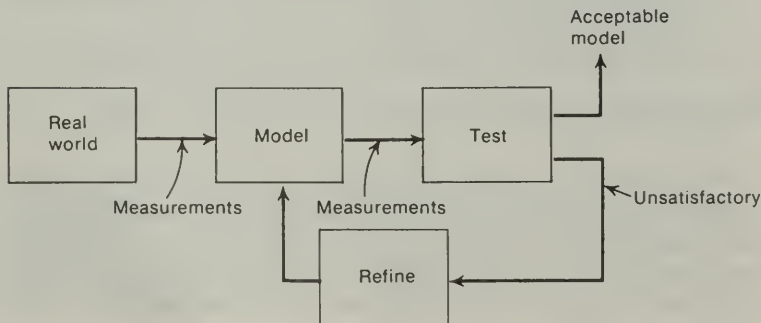 Acceptable
model
Real
world
Model
Test
Measurements
Measurements
Unsatisfactory
Refine